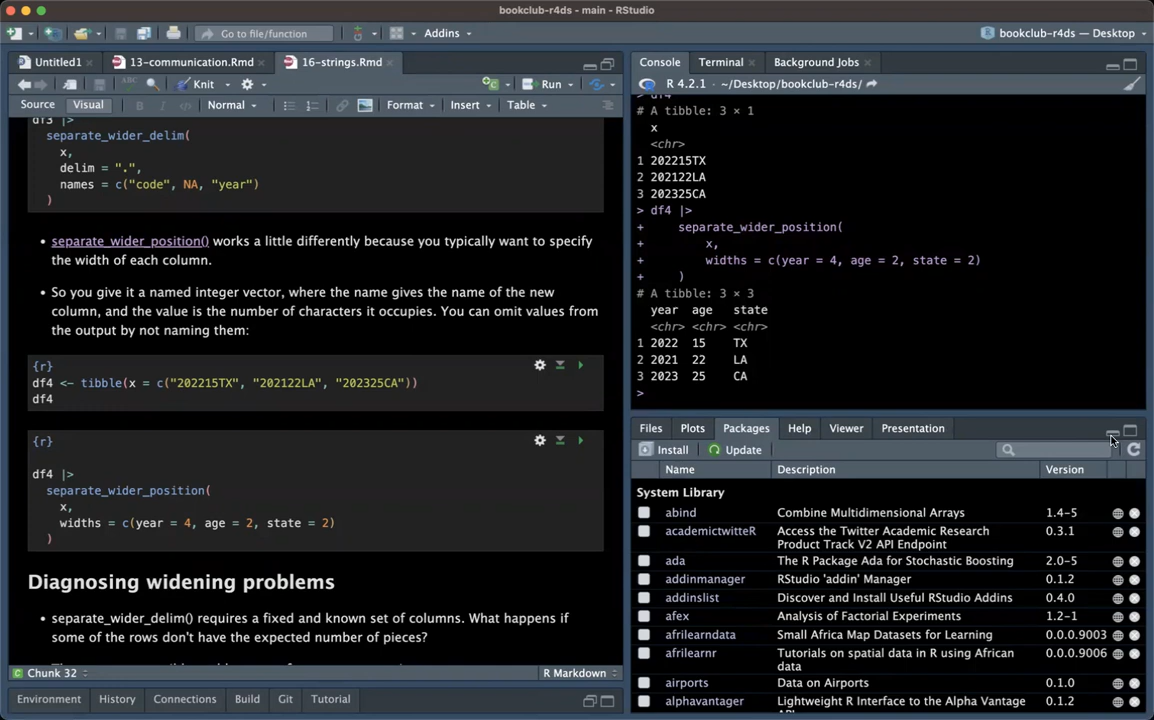 bookclub-r4ds - main - RStudio
Go to file/function
Addins
bookclub-r4ds — Desktop
Untitled1
13-communication.Rmd
16-strings.Rmd
Knit
Run
Source
Visual
B
I
Normal
Format
Insert
Table
df3 |>
separate_wider_delim(
x,
delim = ".",
names = c("code", NA, "year")
)
• separate_wider_position() works a little differently because you typically want to specify
the width of each column.
• So you give it a named integer vector, where the name gives the name of the new
column, and the value is the number of characters it occupies. You can omit values from
the output by not naming them:
{r}
df4 <- tibble(x = c("202215TX", "202122LA", "202325CA"))
df4
{r}
df4 |>
separate_wider_position(
x,
widths = c(year = 4, age = 2, state = 2)
)
Diagnosing widening problems
• separate_wider_delim() requires a fixed and known set of columns. What happens if
some of the rows don't have the expected number of pieces?
Chunk 32
R Markdown
Environment
History
Connections
Build
Git
Tutorial
Console
Terminal
Background Jobs
R 4.2.1 · ~/Desktop/bookclub-r4ds/
> df4
# A tibble: 3 × 1
x
<chr>
1 202215TX
2 202122LA
3 202325CA
> df4 |>
+ separate_wider_position(
+ x,
+ widths = c(year = 4, age = 2, state = 2)
+ )
# A tibble: 3 × 3
year age state
<chr> <chr> <chr>
1 2022 15 TX
2 2021 22 LA
3 2023 25 CA
>
Files
Plots
Packages
Help
Viewer
Presentation
Install
Update
Name Description Version
System Library
abind Combine Multidimensional Arrays 1.4-5
academictwitteR Access the Twitter Academic Research 0.3.1
Product Track V2 API Endpoint
ada The R Package Ada for Stochastic Boosting 2.0-5
addinmanager RStudio 'addin' Manager 0.1.2
addinslist Discover and Install Useful RStudio Addins 0.4.0
afex Analysis of Factorial Experiments 1.2-1
afrilearndata Small Africa Map Datasets for Learning 0.0.0.9003
afrilearnr Tutorials on spatial data in R using African 0.0.0.9006
data
airports Data on Airports 0.1.0
alphavantager Lightweight R Interface to the Alpha Vantage 0.1.2